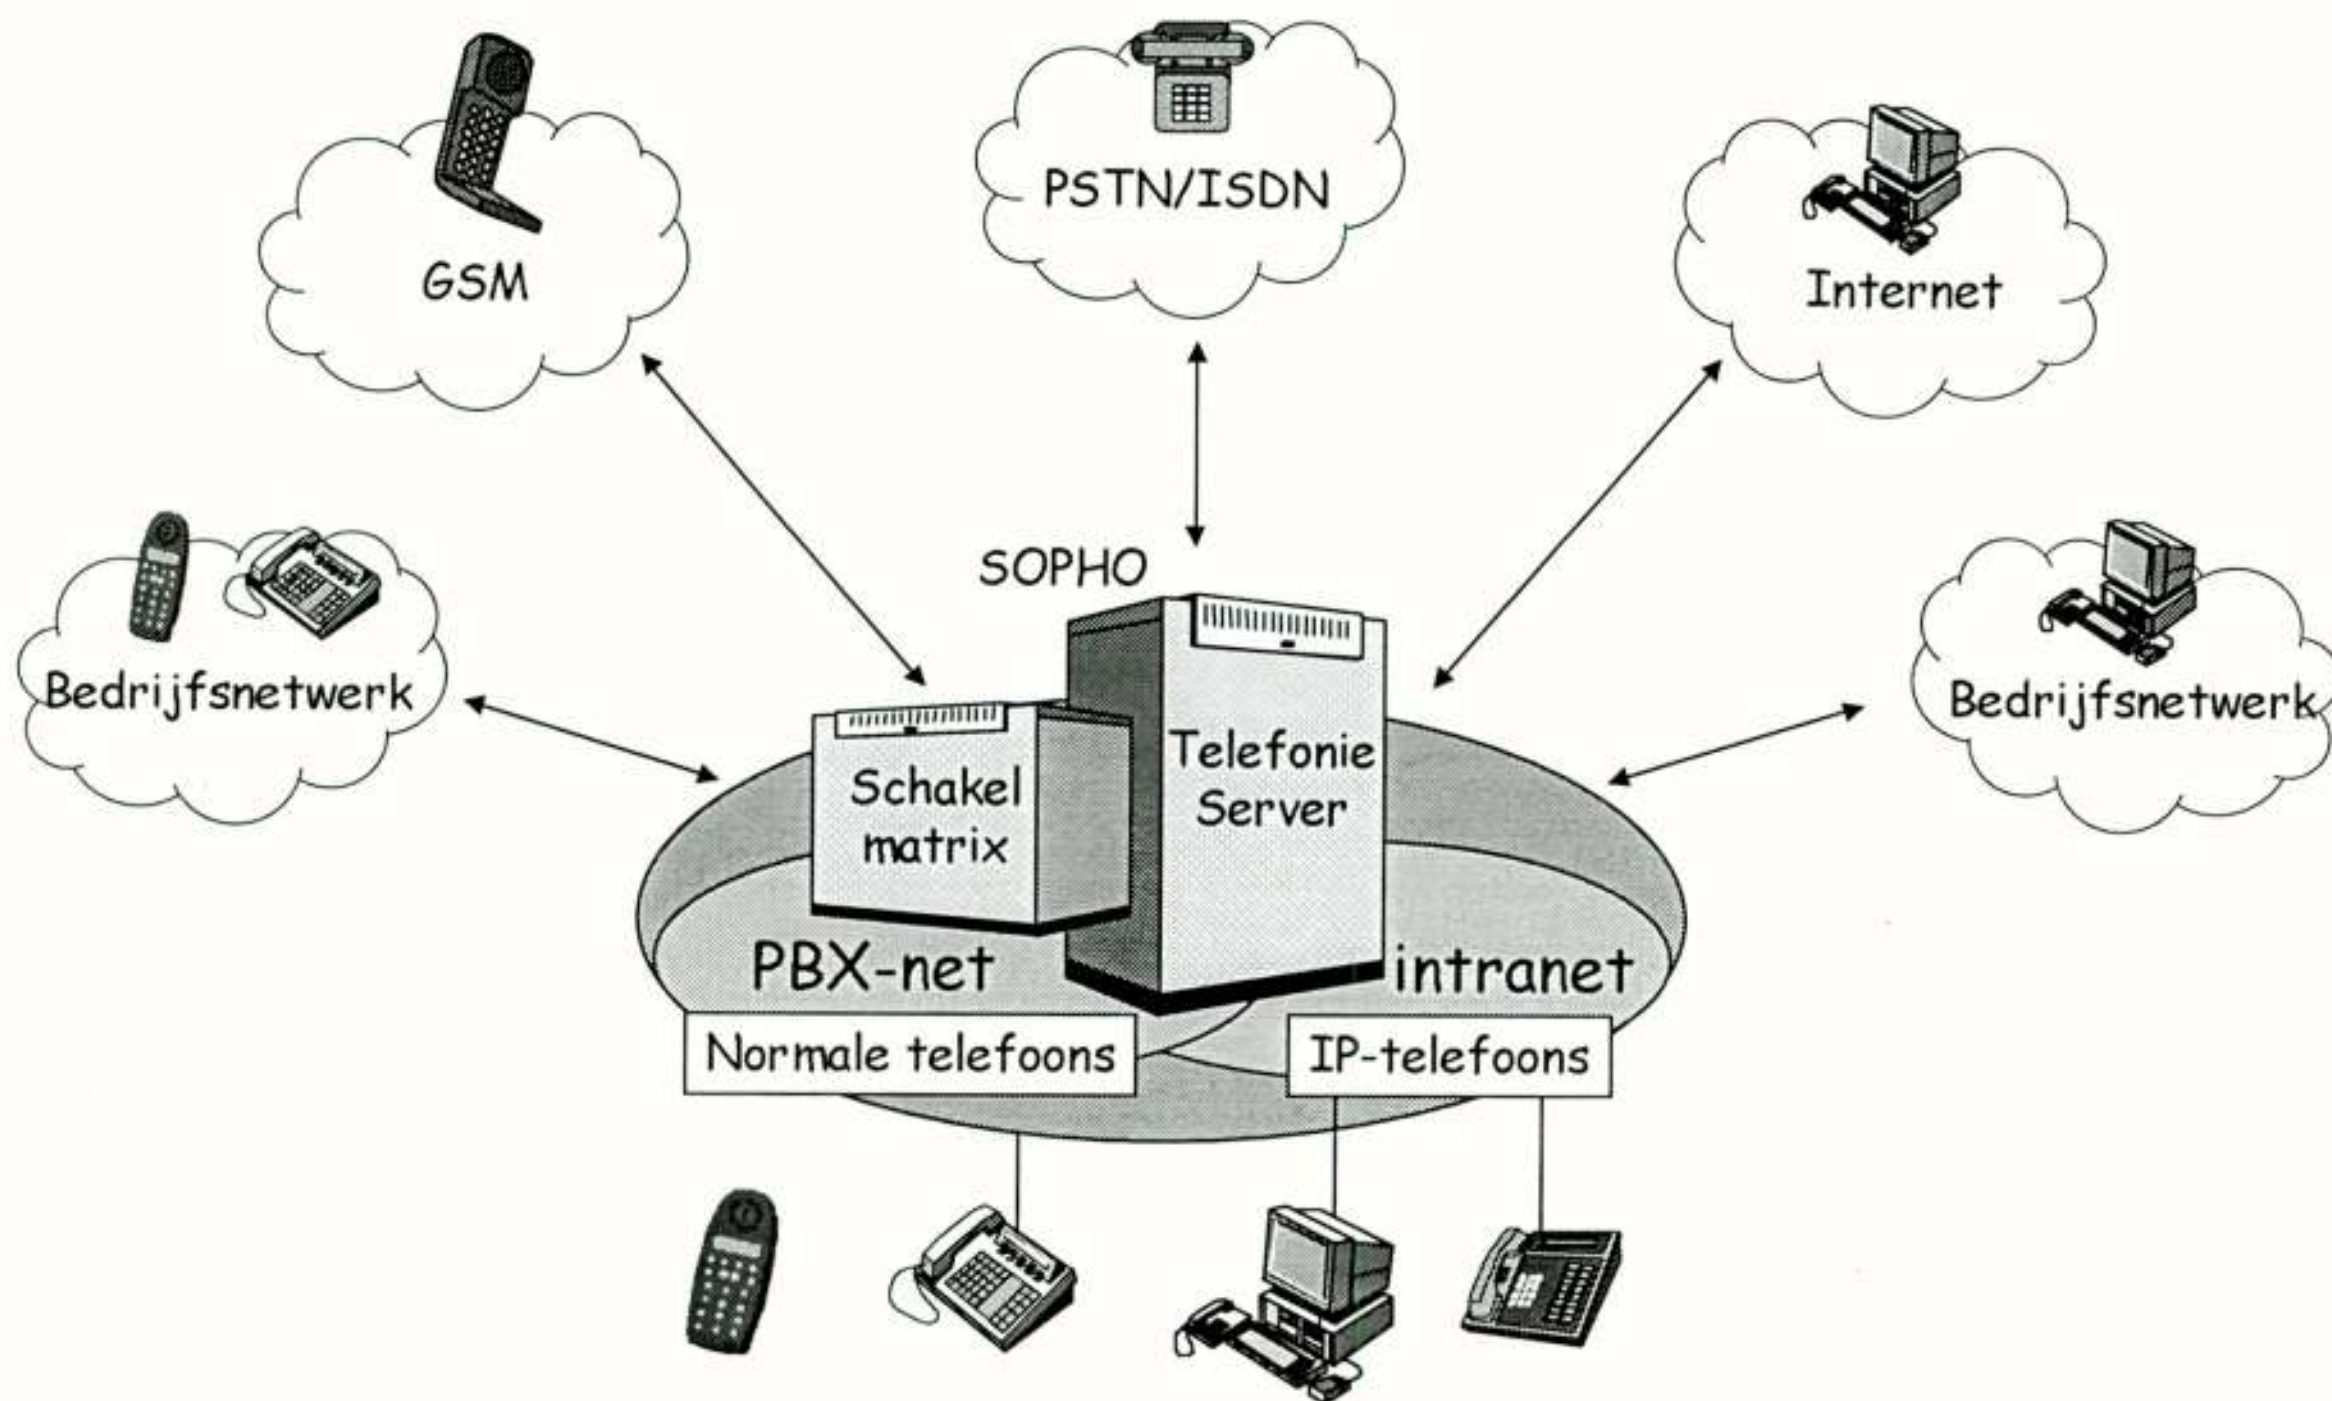 PSTN/ISDN
GSM
Internet
SOPHO
Bedrijfsnetwerk
Bedrijfsnetwerk
Telefonie
Server
Schakel
matrix
PBX-net
intranet
Normale telefoons
IP-telefoons